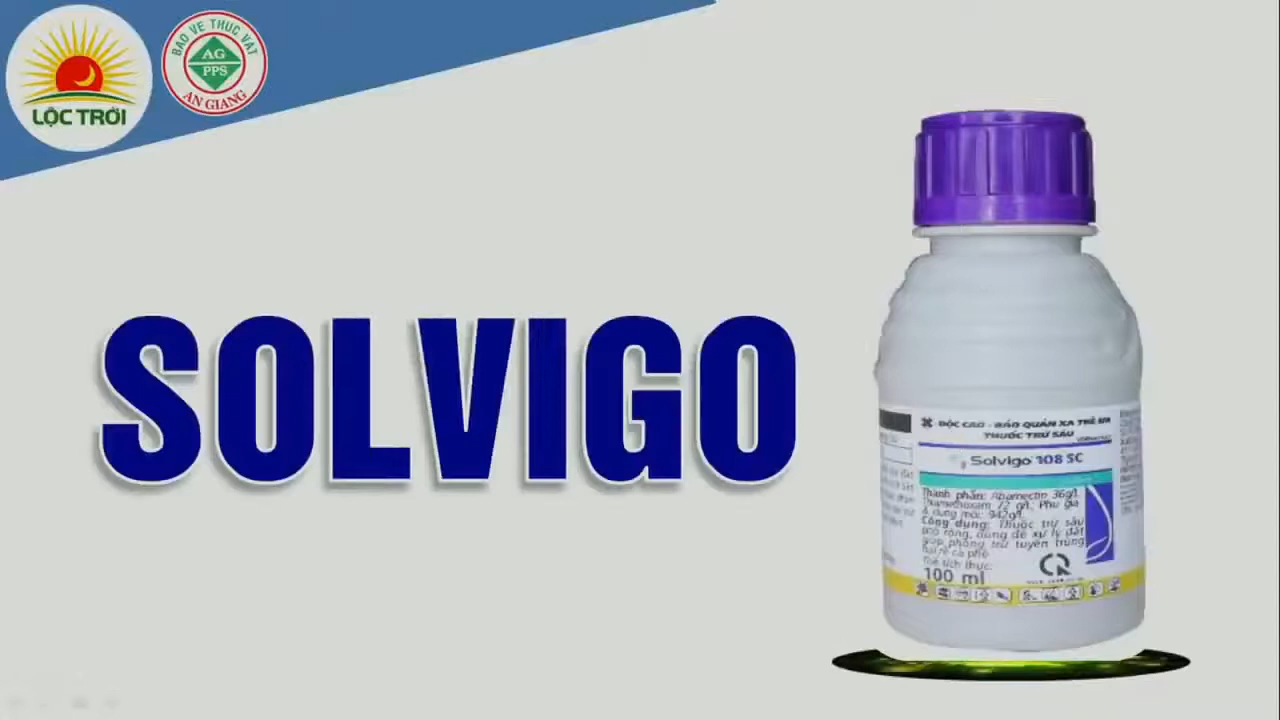 LỘC TRỜI
BẢO VỆ THỰC VẬT
AG
PPS
AN GIANG
SOLVIGO
ĐỘC CAO - BẢO QUẢN XA TRẺ EM
THUỐC TRỪ SÂU
Solvigo 108 SC
Thành phần: Abamectin 36g/l,
Thiamethoxam 72 g/l, Phụ gia
& dung môi: 942g/l.
Công dụng: Thuốc trừ sâu
phổ rộng, dùng để xử lý đất
giúp phòng trừ tuyến trùng
hại rễ cà phê
Thể tích thực:
100 ml